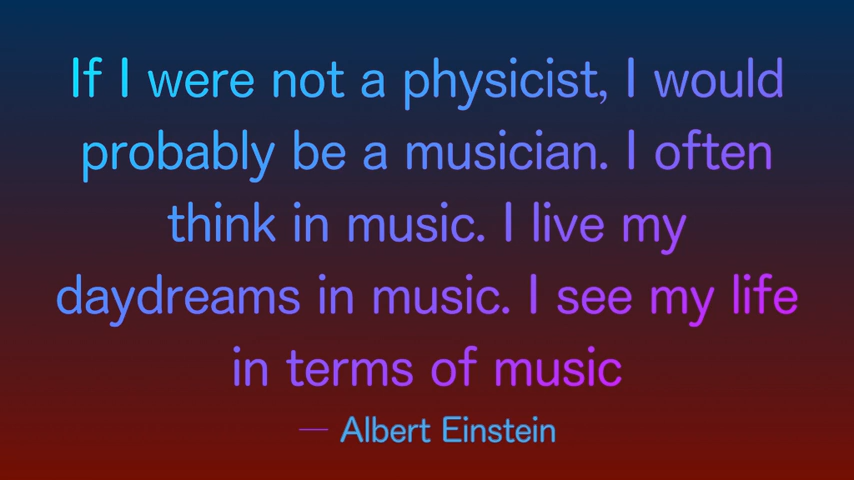 If I were not a physicist, I would
probably be a musician. I often
think in music. I live my
daydreams in music. I see my life
in terms of music
— Albert Einstein